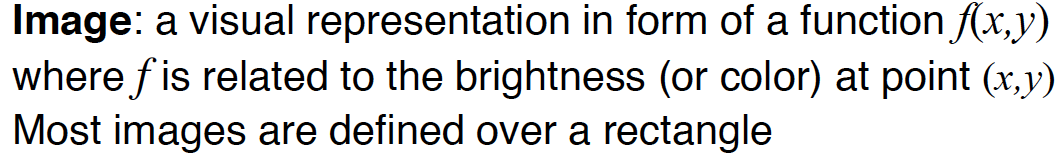 Image: a visual representation in form of a function f(x,y)
where f is related to the brightness (or color) at point (x,y)
Most images are defined over a rectangle